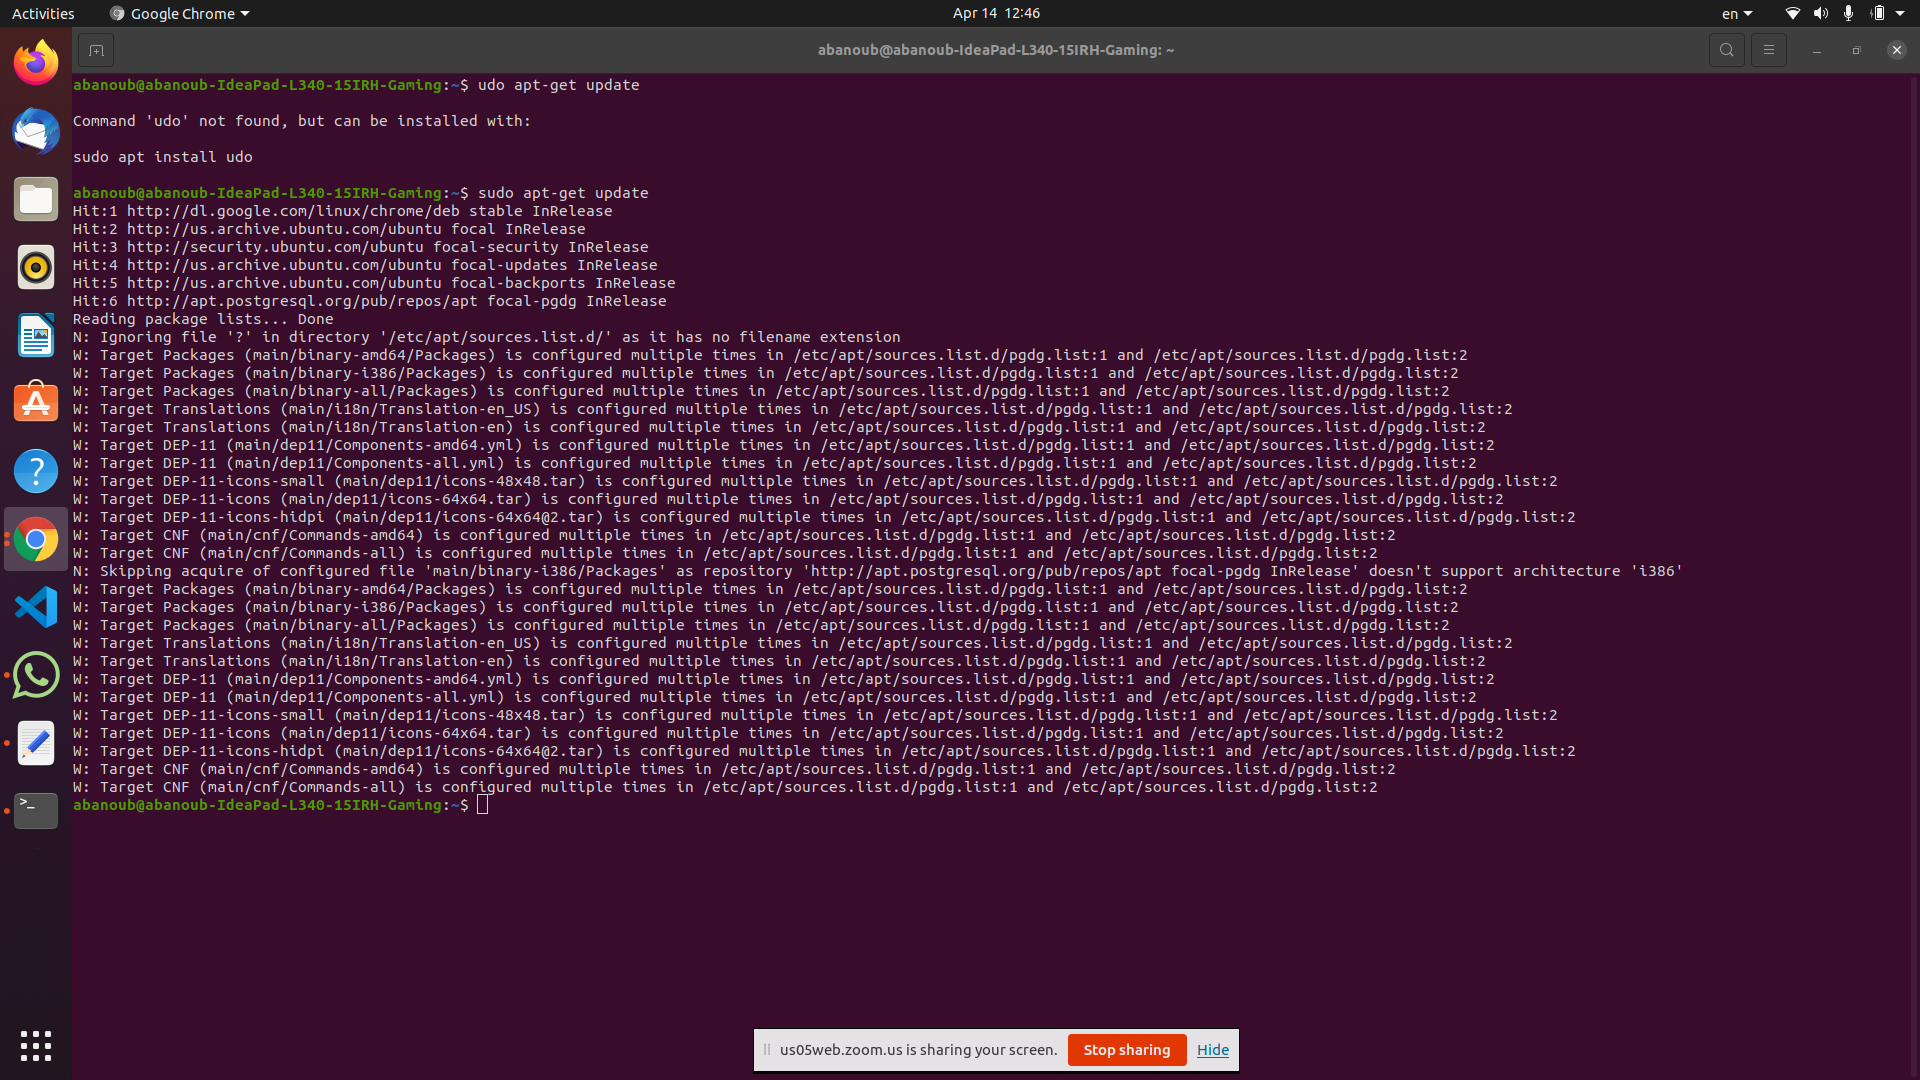 Activities
Google Chrome
Apr 14 12:46
en
abanoub@abanoub-IdeaPad-L340-15IRH-Gaming: ~
abanoub@abanoub-IdeaPad-L340-15IRH-Gaming:~$ udo apt-get update
Command 'udo' not found, but can be installed with:
sudo apt install udo
abanoub@abanoub-IdeaPad-L340-15IRH-Gaming:~$ sudo apt-get update
Hit:1 http://dl.google.com/linux/chrome/deb stable InRelease
Hit:2 http://us.archive.ubuntu.com/ubuntu focal InRelease
Hit:3 http://security.ubuntu.com/ubuntu focal-security InRelease
Hit:4 http://us.archive.ubuntu.com/ubuntu focal-updates InRelease
Hit:5 http://us.archive.ubuntu.com/ubuntu focal-backports InRelease
Hit:6 http://apt.postgresql.org/pub/repos/apt focal-pgdg InRelease
Reading package lists... Done
N: Ignoring file '?' in directory '/etc/apt/sources.list.d/' as it has no filename extension
W: Target Packages (main/binary-amd64/Packages) is configured multiple times in /etc/apt/sources.list.d/pgdg.list:1 and /etc/apt/sources.list.d/pgdg.list:2
W: Target Packages (main/binary-i386/Packages) is configured multiple times in /etc/apt/sources.list.d/pgdg.list:1 and /etc/apt/sources.list.d/pgdg.list:2
W: Target Packages (main/binary-all/Packages) is configured multiple times in /etc/apt/sources.list.d/pgdg.list:1 and /etc/apt/sources.list.d/pgdg.list:2
W: Target Translations (main/i18n/Translation-en_US) is configured multiple times in /etc/apt/sources.list.d/pgdg.list:1 and /etc/apt/sources.list.d/pgdg.list:2
W: Target Translations (main/i18n/Translation-en) is configured multiple times in /etc/apt/sources.list.d/pgdg.list:1 and /etc/apt/sources.list.d/pgdg.list:2
W: Target DEP-11 (main/dep11/Components-amd64.yml) is configured multiple times in /etc/apt/sources.list.d/pgdg.list:1 and /etc/apt/sources.list.d/pgdg.list:2
W: Target DEP-11 (main/dep11/Components-all.yml) is configured multiple times in /etc/apt/sources.list.d/pgdg.list:1 and /etc/apt/sources.list.d/pgdg.list:2
W: Target DEP-11-icons-small (main/dep11/icons-48x48.tar) is configured multiple times in /etc/apt/sources.list.d/pgdg.list:1 and /etc/apt/sources.list.d/pgdg.list:2
W: Target DEP-11-icons (main/dep11/icons-64x64.tar) is configured multiple times in /etc/apt/sources.list.d/pgdg.list:1 and /etc/apt/sources.list.d/pgdg.list:2
W: Target DEP-11-icons-hidpi (main/dep11/icons-64x64@2.tar) is configured multiple times in /etc/apt/sources.list.d/pgdg.list:1 and /etc/apt/sources.list.d/pgdg.list:2
W: Target CNF (main/cnf/Commands-amd64) is configured multiple times in /etc/apt/sources.list.d/pgdg.list:1 and /etc/apt/sources.list.d/pgdg.list:2
W: Target CNF (main/cnf/Commands-all) is configured multiple times in /etc/apt/sources.list.d/pgdg.list:1 and /etc/apt/sources.list.d/pgdg.list:2
N: Skipping acquire of configured file 'main/binary-i386/Packages' as repository 'http://apt.postgresql.org/pub/repos/apt focal-pgdg InRelease' doesn't support architecture 'i386'
W: Target Packages (main/binary-amd64/Packages) is configured multiple times in /etc/apt/sources.list.d/pgdg.list:1 and /etc/apt/sources.list.d/pgdg.list:2
W: Target Packages (main/binary-i386/Packages) is configured multiple times in /etc/apt/sources.list.d/pgdg.list:1 and /etc/apt/sources.list.d/pgdg.list:2
W: Target Packages (main/binary-all/Packages) is configured multiple times in /etc/apt/sources.list.d/pgdg.list:1 and /etc/apt/sources.list.d/pgdg.list:2
W: Target Translations (main/i18n/Translation-en_US) is configured multiple times in /etc/apt/sources.list.d/pgdg.list:1 and /etc/apt/sources.list.d/pgdg.list:2
W: Target Translations (main/i18n/Translation-en) is configured multiple times in /etc/apt/sources.list.d/pgdg.list:1 and /etc/apt/sources.list.d/pgdg.list:2
W: Target DEP-11 (main/dep11/Components-amd64.yml) is configured multiple times in /etc/apt/sources.list.d/pgdg.list:1 and /etc/apt/sources.list.d/pgdg.list:2
W: Target DEP-11 (main/dep11/Components-all.yml) is configured multiple times in /etc/apt/sources.list.d/pgdg.list:1 and /etc/apt/sources.list.d/pgdg.list:2
W: Target DEP-11-icons-small (main/dep11/icons-48x48.tar) is configured multiple times in /etc/apt/sources.list.d/pgdg.list:1 and /etc/apt/sources.list.d/pgdg.list:2
W: Target DEP-11-icons (main/dep11/icons-64x64.tar) is configured multiple times in /etc/apt/sources.list.d/pgdg.list:1 and /etc/apt/sources.list.d/pgdg.list:2
W: Target DEP-11-icons-hidpi (main/dep11/icons-64x64@2.tar) is configured multiple times in /etc/apt/sources.list.d/pgdg.list:1 and /etc/apt/sources.list.d/pgdg.list:2
W: Target CNF (main/cnf/Commands-amd64) is configured multiple times in /etc/apt/sources.list.d/pgdg.list:1 and /etc/apt/sources.list.d/pgdg.list:2
W: Target CNF (main/cnf/Commands-all) is configured multiple times in /etc/apt/sources.list.d/pgdg.list:1 and /etc/apt/sources.list.d/pgdg.list:2
abanoub@abanoub-IdeaPad-L340-15IRH-Gaming:~$
us05web.zoom.us is sharing your screen.
Stop sharing
Hide